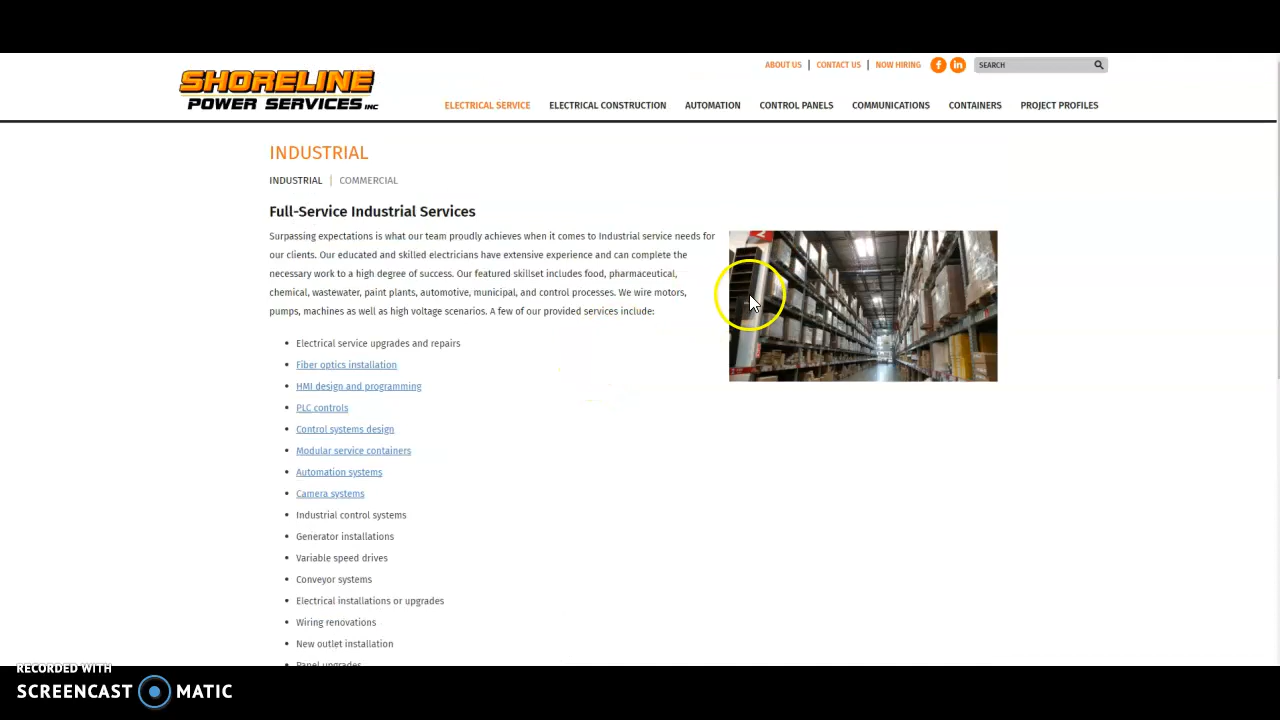 SHORELINE
POWER SERVICES INC
ABOUT US | CONTACT US | NOW HIRING
SEARCH
ELECTRICAL SERVICE ELECTRICAL CONSTRUCTION AUTOMATION CONTROL PANELS COMMUNICATIONS CONTAINERS PROJECT PROFILES
INDUSTRIAL
INDUSTRIAL | COMMERCIAL
Full-Service Industrial Services
Surpassing expectations is what our team proudly achieves when it comes to Industrial service needs for
our clients. Our educated and skilled electricians have extensive experience and can complete the
necessary work to a high degree of success. Our featured skillset includes food, pharmaceutical,
chemical, wastewater, paint plants, automotive, municipal, and control processes. We wire motors,
pumps, machines as well as high voltage scenarios. A few of our provided services include:
• Electrical service upgrades and repairs
• Fiber optics installation
• HMI design and programming
• PLC controls
• Control systems design
• Modular service containers
• Automation systems
• Camera systems
• Industrial control systems
• Generator installations
• Variable speed drives
• Conveyor systems
• Electrical installations or upgrades
• Wiring renovations
• New outlet installation
• Panel upgrades
RECORDED WITH
SCREENCAST MATIC